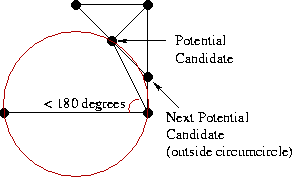 Potential
Candidate
< 180 degrees
Next Potential
Candidate
(outside circumcircle)